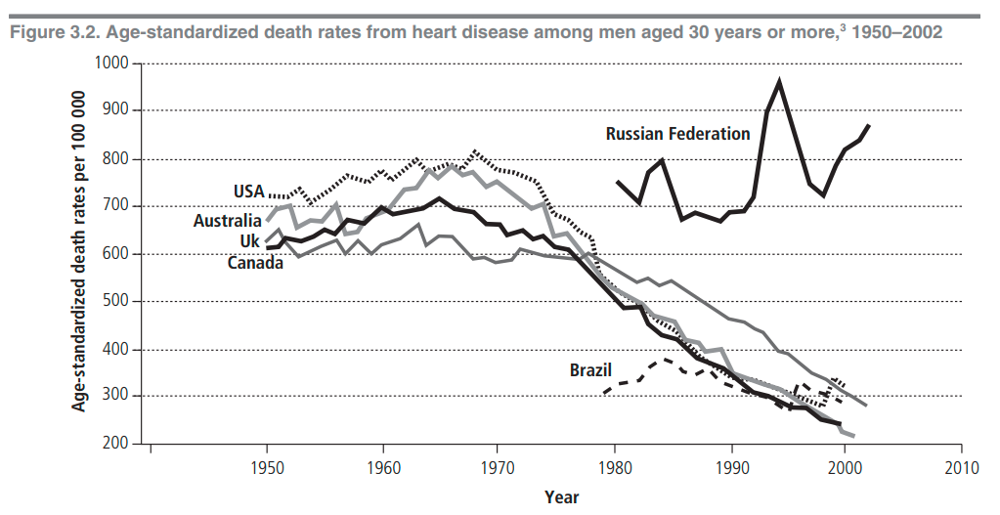 Figure 3.2. Age-standardized death rates from heart disease among men aged 30 years or more,³ 1950–2002
Age-standardized death rates per 100 000
1000
900
800
700
600
500
400
300
200
Russian Federation
USA
Australia
Uk
Canada
Brazil
1950 1960 1970 1980 1990 2000 2010
Year